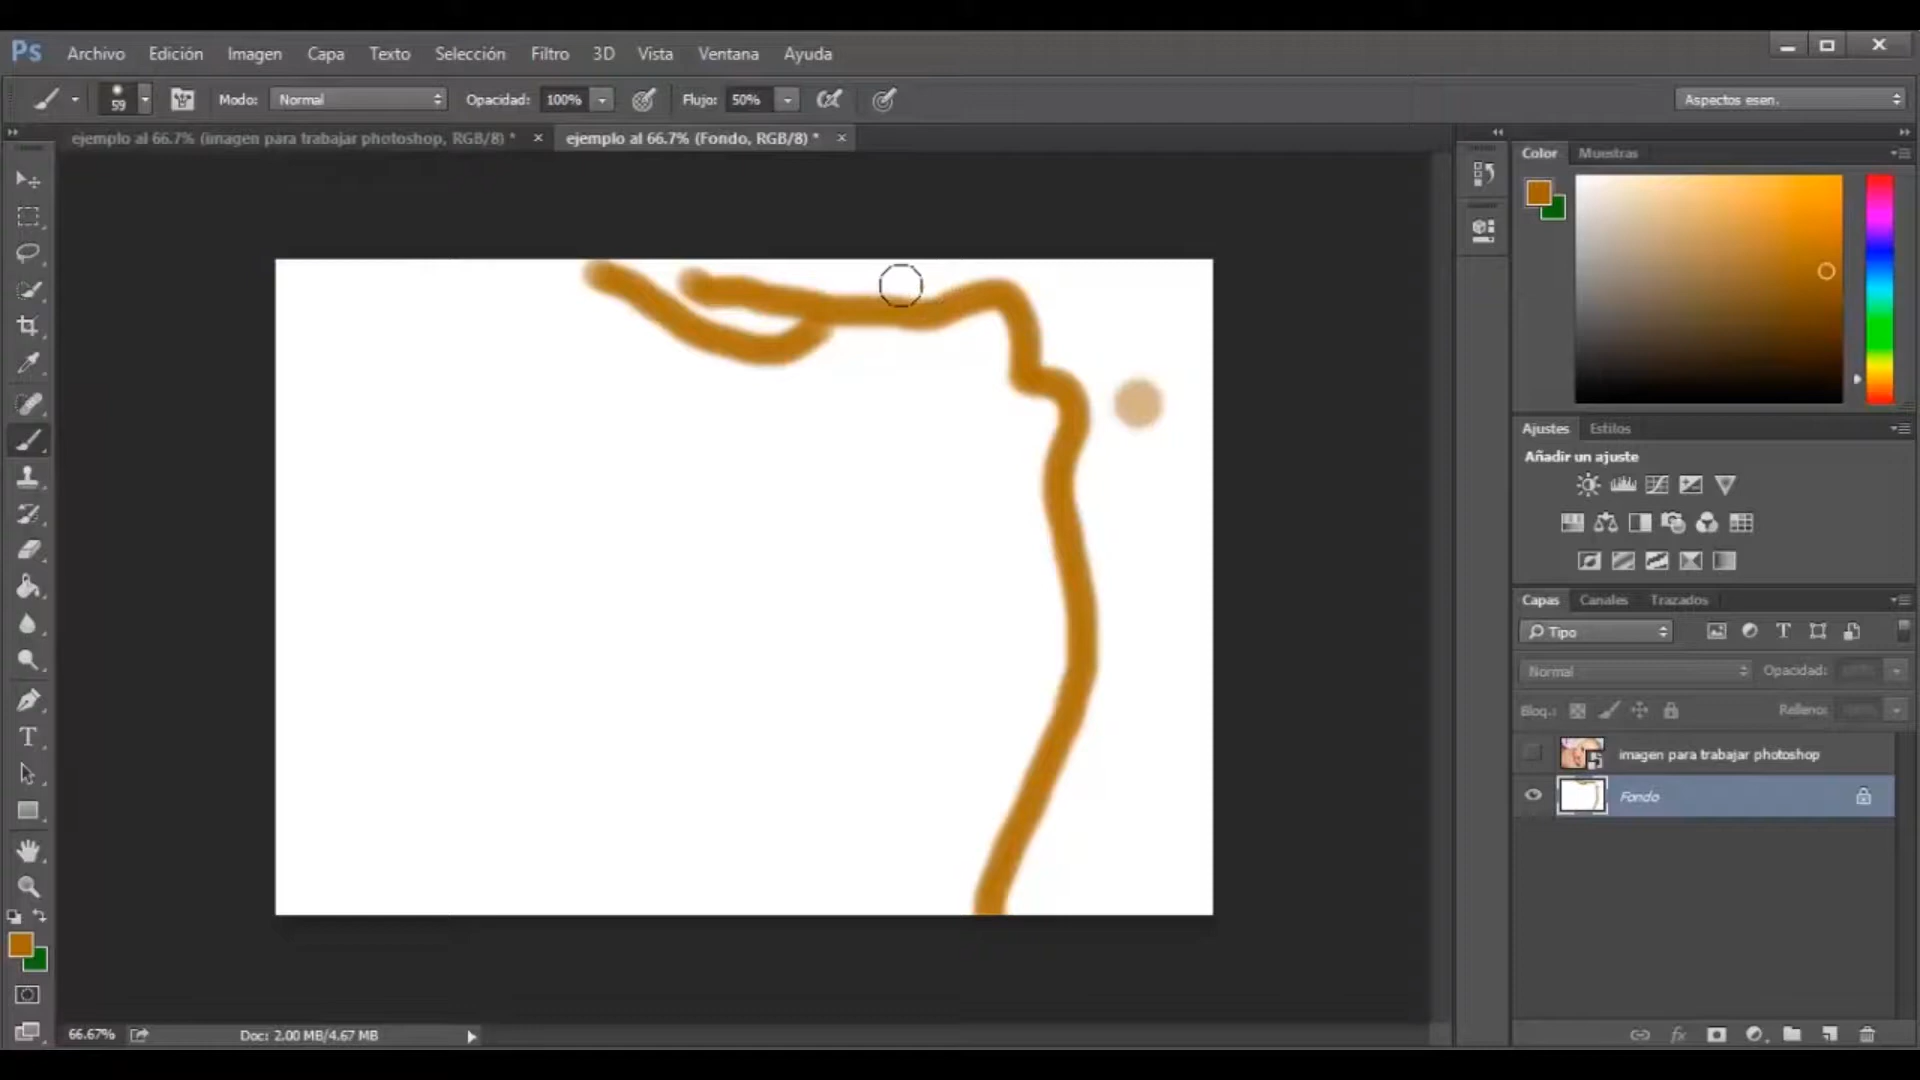 Ps Archivo Edición Imagen Capa Texto Selección Filtro 3D Vista Ventana Ayuda
59 Modo: Normal Opacidad: 100% Flujo: 50% Aspectos esen.
ejemplo al 66.7% (imagen para trabajar photoshop, RGB/8) * × ejemplo al 66.7% (Fondo, RGB/8) * ×
Color Muestras
Ajustes Estilos
Añadir un ajuste
Capas Canales Trazados
Tipo
Normal Opacidad:
Bloq.: Relleno:
imagen para trabajar photoshop
Fondo
66.67% Doc: 2.00 MB/4.67 MB